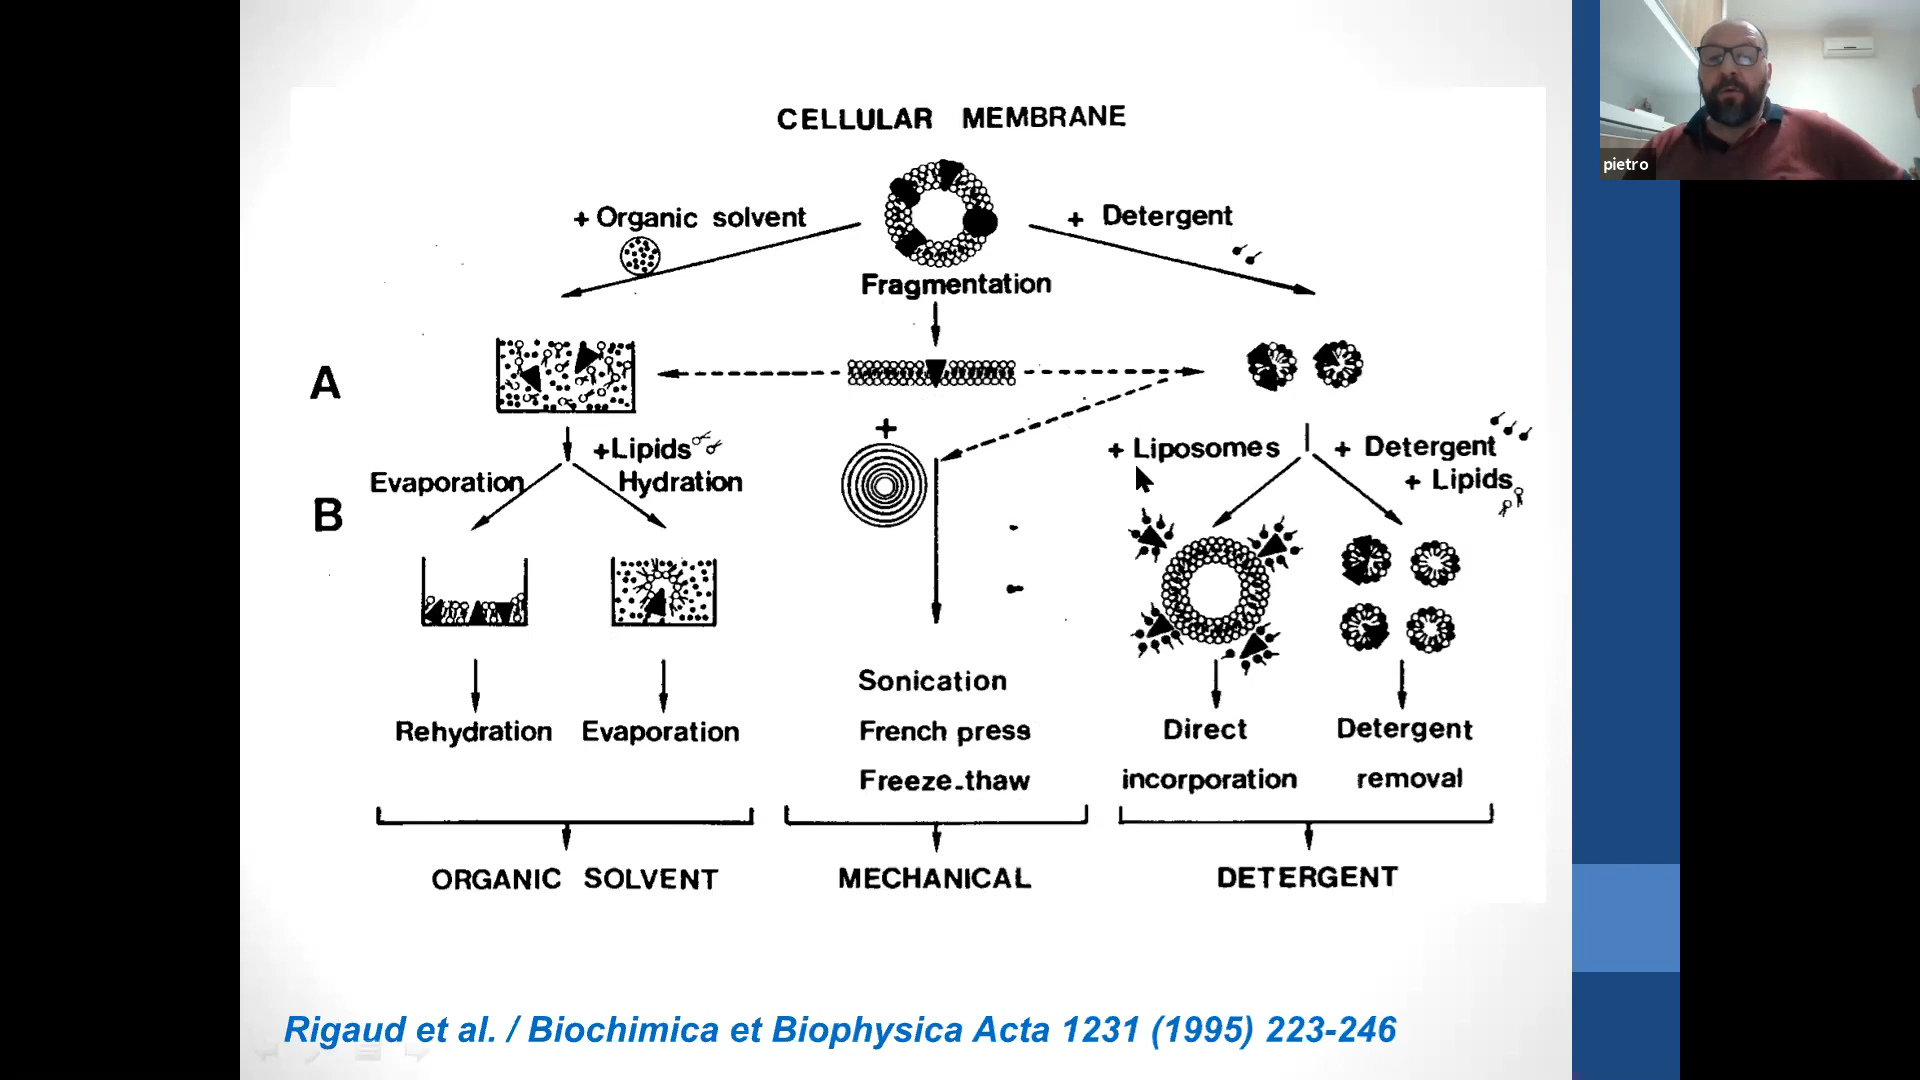 CELLULAR MEMBRANE
+ Organic solvent
+ Detergent
Fragmentation
A
+
+Lipids
Hydration
Evaporation
+ Liposomes
+ Detergent
+ Lipids
B
Rehydration
Evaporation
Sonication
French press
Freeze-thaw
Direct
incorporation
Detergent
removal
ORGANIC SOLVENT
MECHANICAL
DETERGENT
Rigaud et al. / Biochimica et Biophysica Acta 1231 (1995) 223-246
pietro